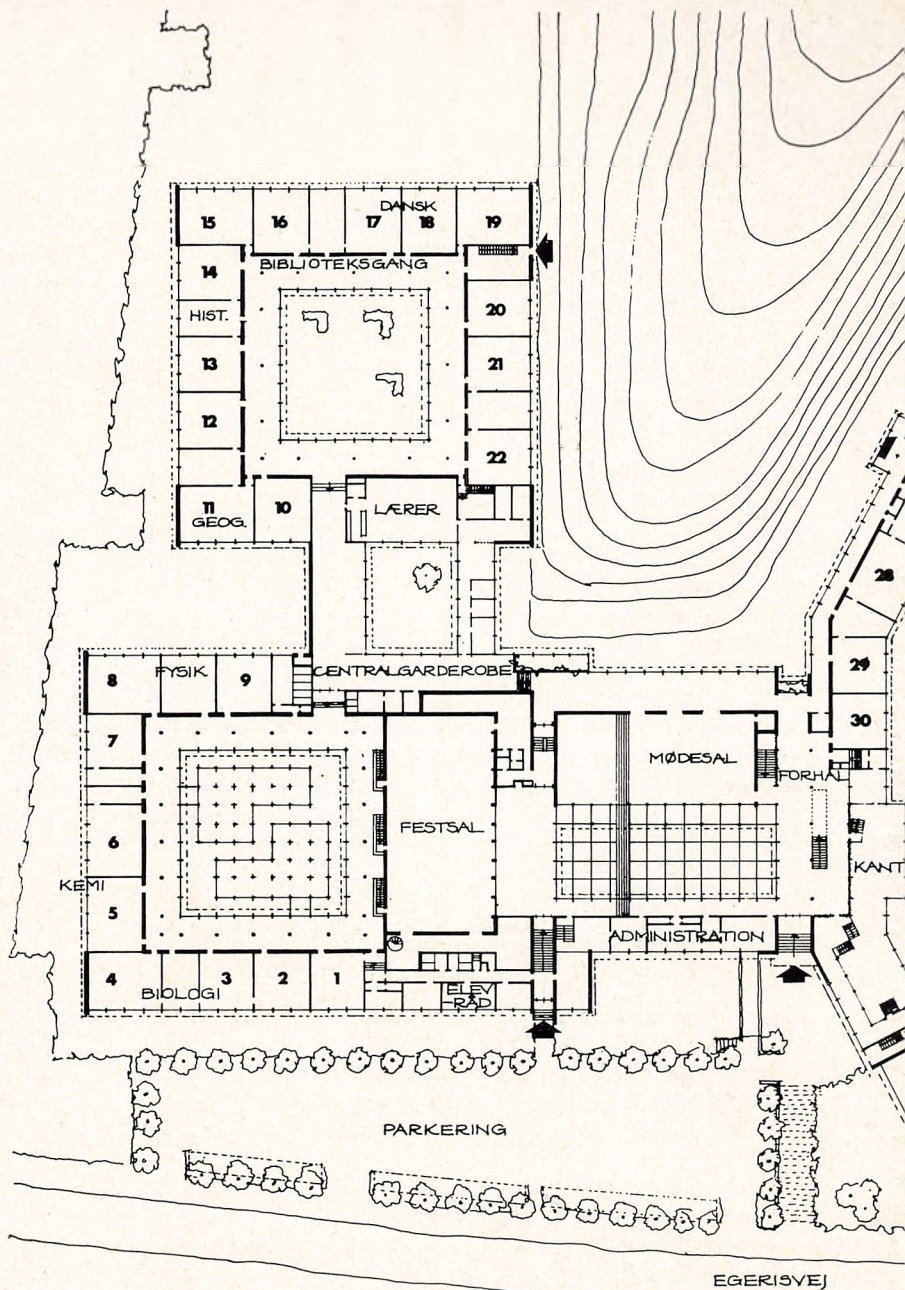 DANSK
15
16
17
18
19
BIBLIOTEKSGANG
14
HIST.
20
13
21
12
22
11
GEOG.
10
LÆRER
28
8
FYSIK
9
CENTRALGARDEROBE
29
30
7
MØDESAL
FORHAL
FESTSAL
6
KANT
KEMI
5
ADMINISTRATION
4
BIOLOGI
3
2
1
ELEV
-RÅD
PARKERING
EGERISVEJ